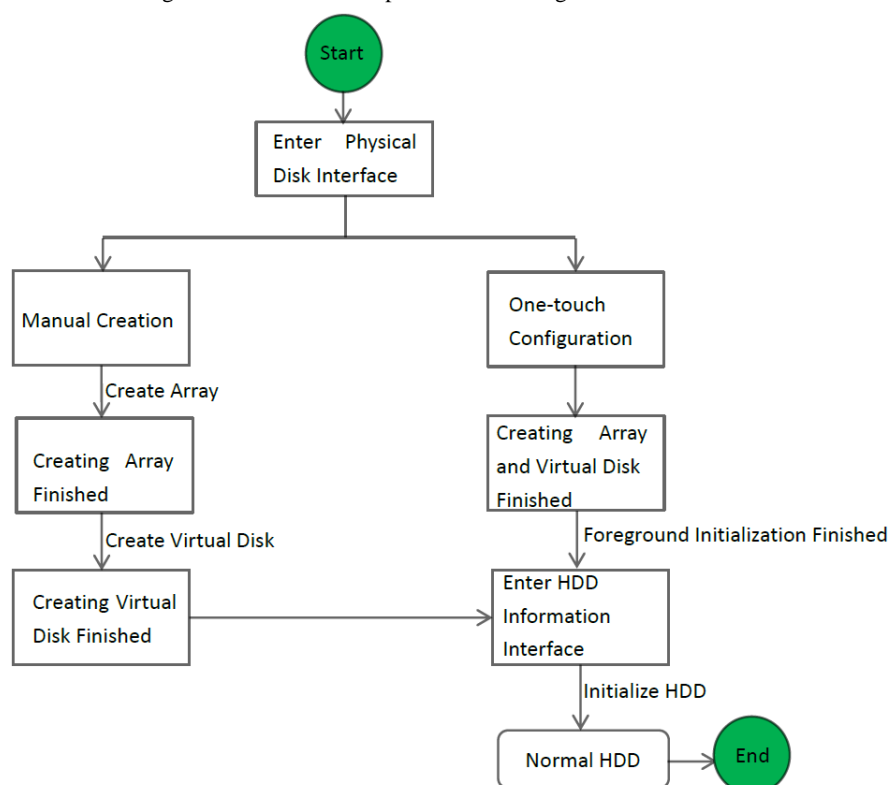 Start
Enter Physical
Disk Interface
Manual Creation
One-touch
Configuration
Create Array
Creating Array
Finished
Creating Array
and Virtual Disk
Finished
Create Virtual Disk
Foreground Initialization Finished
Creating Virtual
Disk Finished
Enter HDD
Information
Interface
Initialize HDD
Normal HDD
End